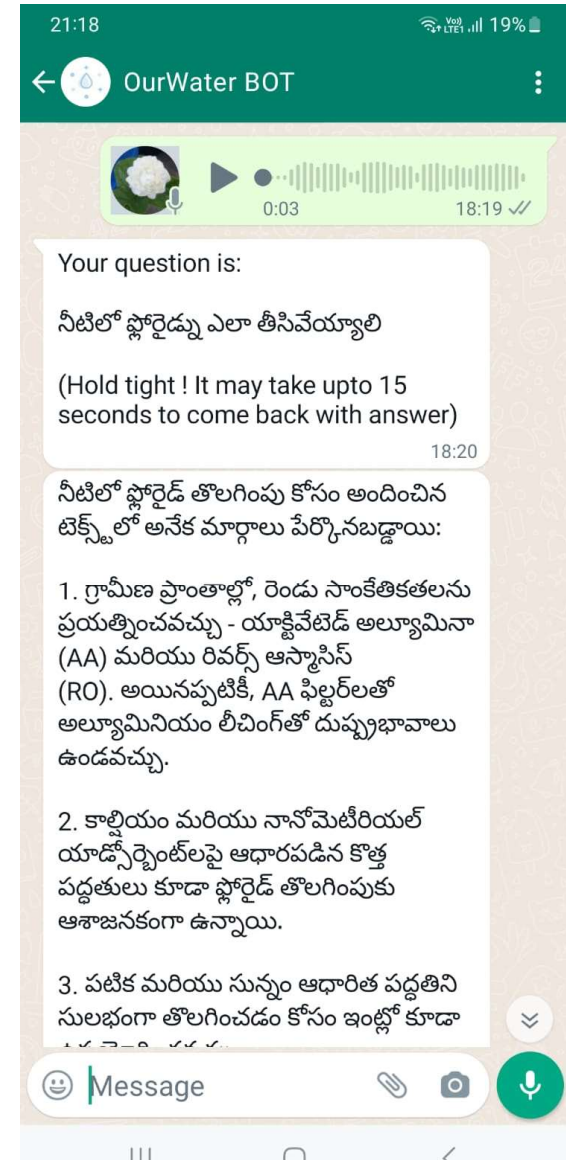 21:18
Vo)) LTE1 19%
OurWater BOT
0:03 18:19
Your question is:
నీటిలో ఫ్లోరైడ్ను ఎలా తీసివేయ్యాలి
(Hold tight ! It may take upto 15
seconds to come back with answer)
18:20
నీటిలో ఫ్లోరైడ్ తొలగింపు కోసం అందించిన
టెక్స్ట్‌లో అనేక మార్గాలు పేర్కొనబడ్డాయి:
1. గ్రామీణ ప్రాంతాల్లో, రెండు సాంకేతికతలను
ప్రయత్నించవచ్చు - యాక్టివేటెడ్ అల్యూమినా
(AA) మరియు రివర్స్ ఆస్మాసిస్
(RO). అయినప్పటికీ, AA ఫిల్టర్‌లతో
అల్యూమినియం లీచింగ్‌తో దుష్ప్రభావాలు
ఉండవచ్చు.
2. కాల్షియం మరియు నానోమెటీరియల్
యాడ్సోర్బెంట్‌లపై ఆధారపడిన కొత్త
పద్ధతులు కూడా ఫ్లోరైడ్ తొలగింపుకు
ఆశాజనకంగా ఉన్నాయి.
3. పటిక మరియు సున్నం ఆధారిత పద్ధతిని
సులభంగా తొలగించడం కోసం ఇంట్లో కూడా
Message